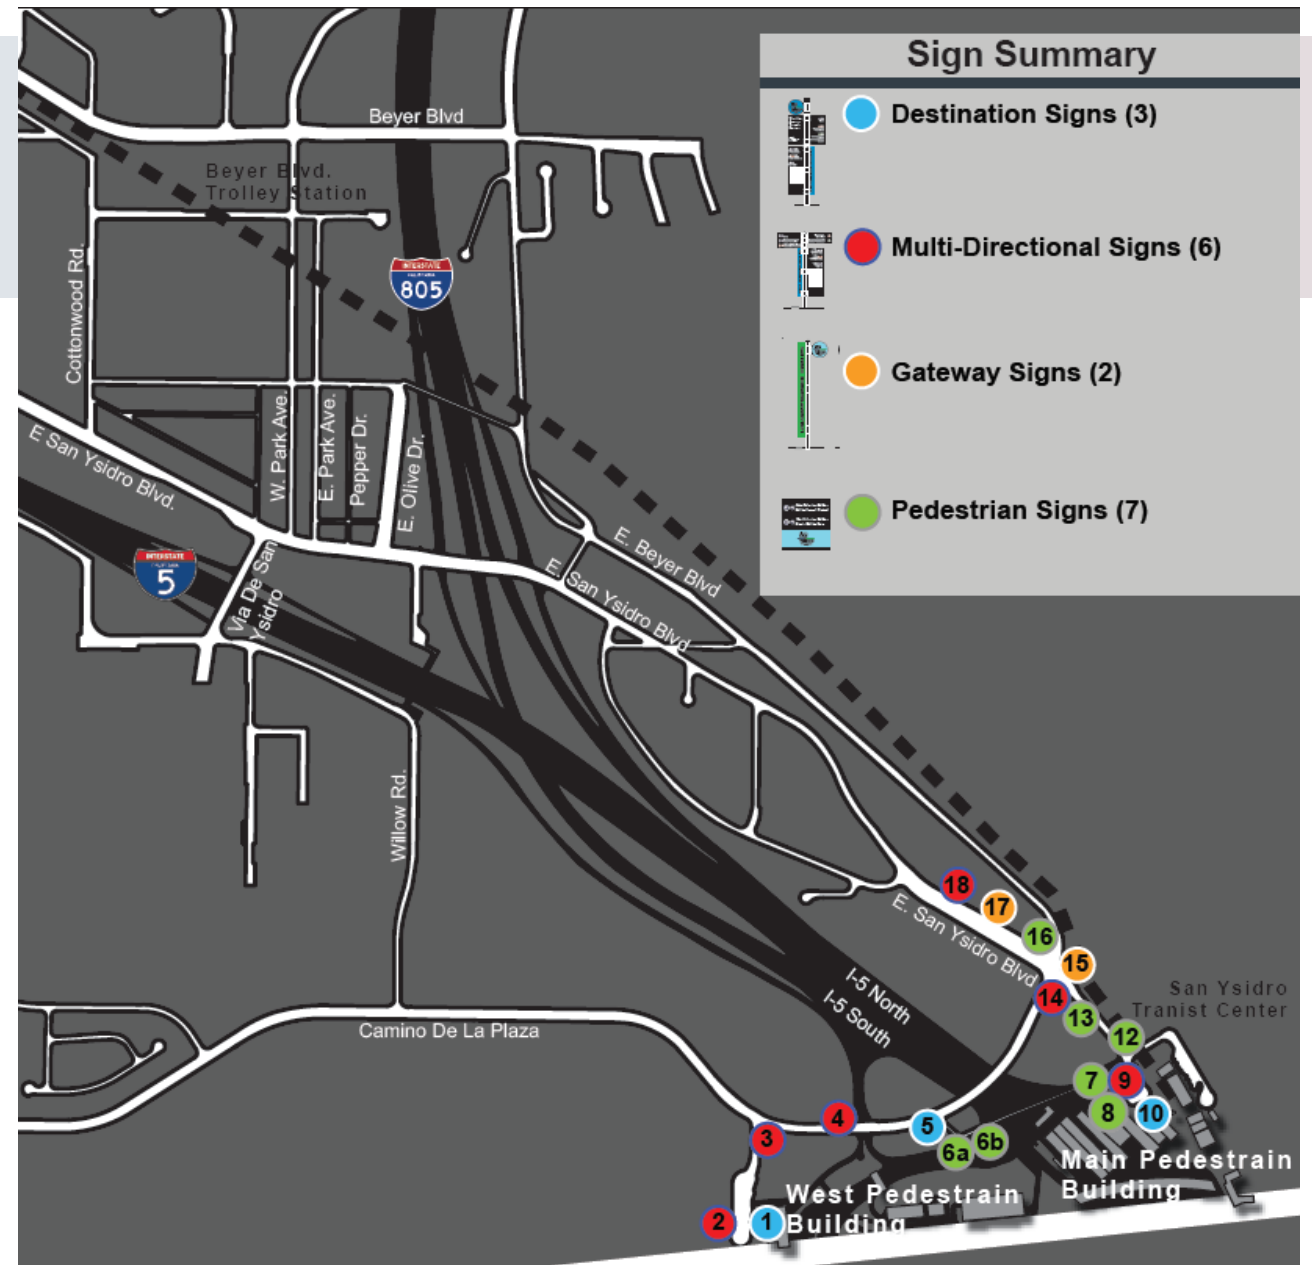 Sign Summary
Destination Signs (3)
Multi-Directional Signs (6)
Gateway Signs (2)
Pedestrian Signs (7)
Beyer Blvd
Beyer Blvd.
Trolley Station
Cottonwood Rd.
INTERSTATE
CALIFORNIA
805
W. Park Ave.
E. Park Ave.
Pepper Dr.
E. Olive Dr.
E San Ysidro Blvd.
INTERSTATE
5
Via De San
Ysidro
E. Beyer Blvd
E. San Ysidro Blvd
Willow Rd.
18
17
16
E. San Ysidro Blvd
15
14
13
12
San Ysidro
Tranist Center
I-5 North
I-5 South
Camino De La Plaza
7
9
8
10
4
5
3
6a
6b
Main Pedestrain
Building
West Pedestrain
Building
2
1